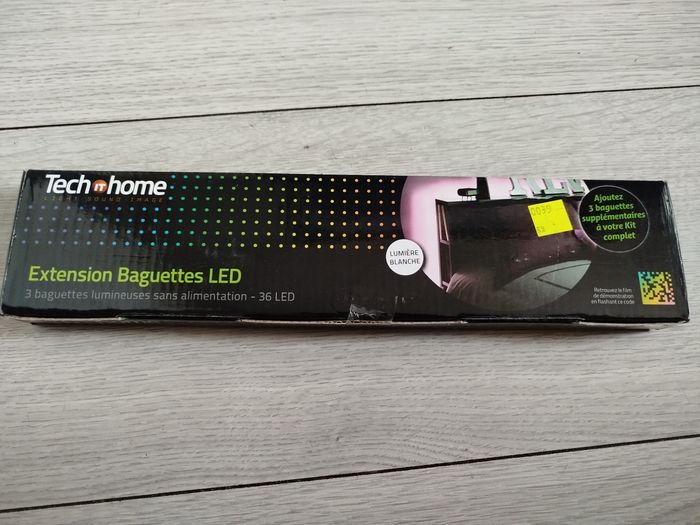 Tech IT home
LIGHT SOUND IMAGE
Extension Baguettes LED
3 baguettes lumineuses sans alimentation - 36 LED
LUMIÈRE
BLANCHE
Ajoutez
3 baguettes
supplémentaires
à votre Kit
complet
Retrouvez le film
de démonstration
en flashant ce code